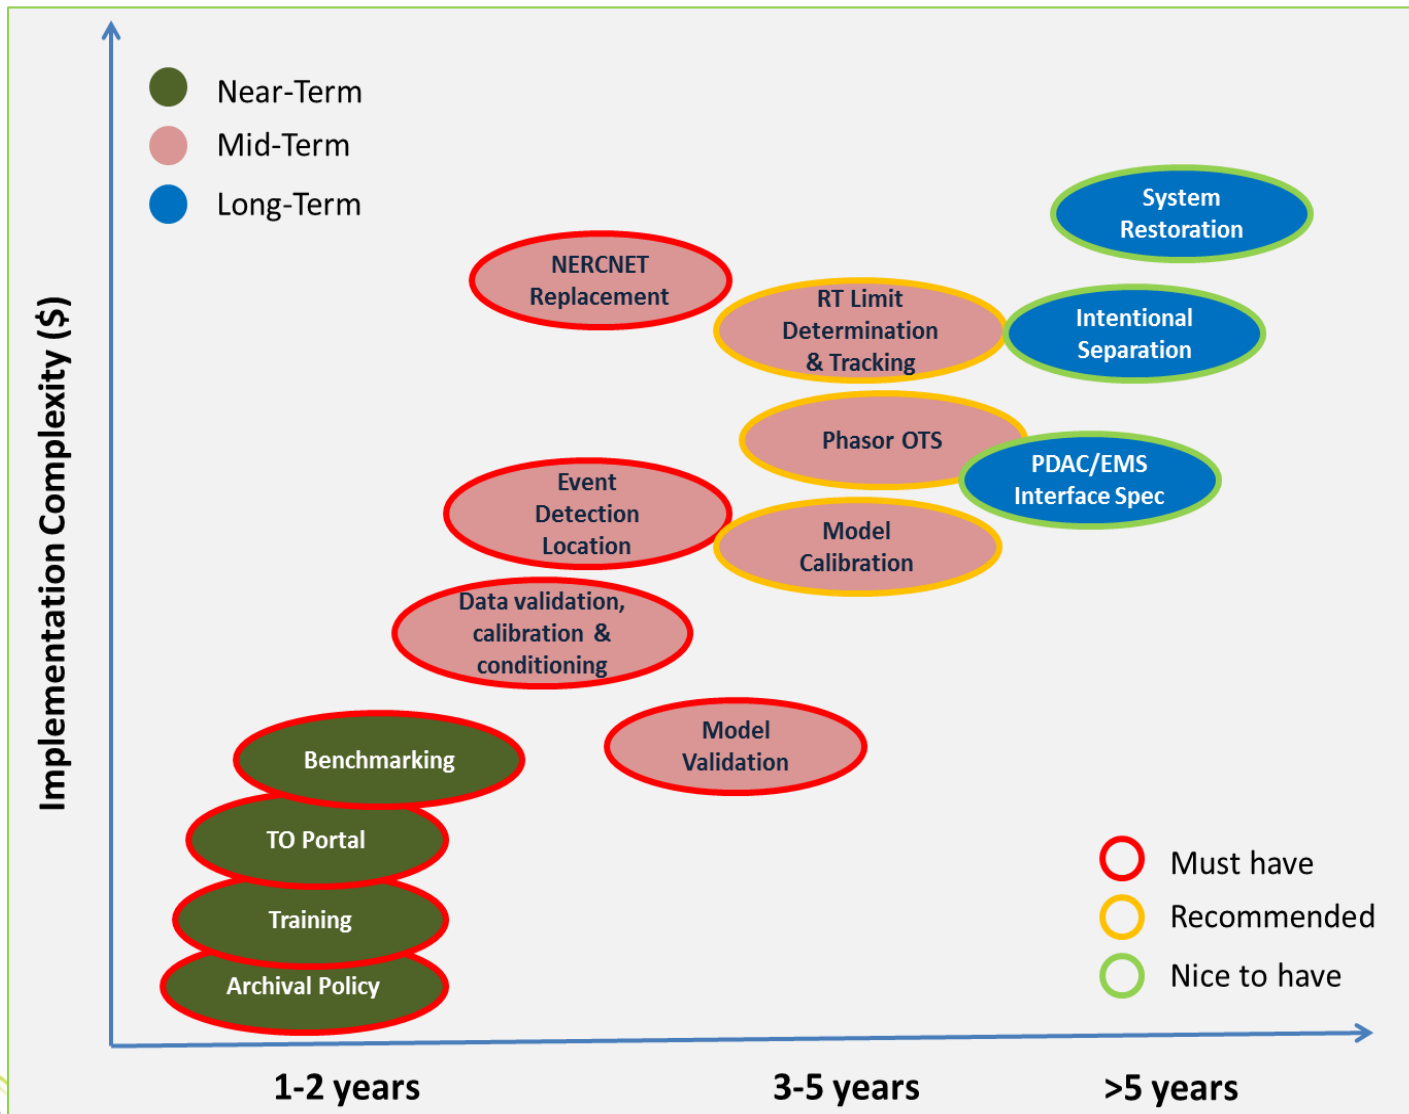 Near-Term
Mid-Term
Long-Term
System
Restoration
NERCNET
Replacement
RT Limit
Determination
& Tracking
Intentional
Separation
Phasor OTS
PDAC/EMS
Interface Spec
Event
Detection
Location
Model
Calibration
Data validation,
calibration &
conditioning
Model
Validation
Benchmarking
TO Portal
Training
Archival Policy
Implementation Complexity ($)
Must have
Recommended
Nice to have
1-2 years
3-5 years
>5 years